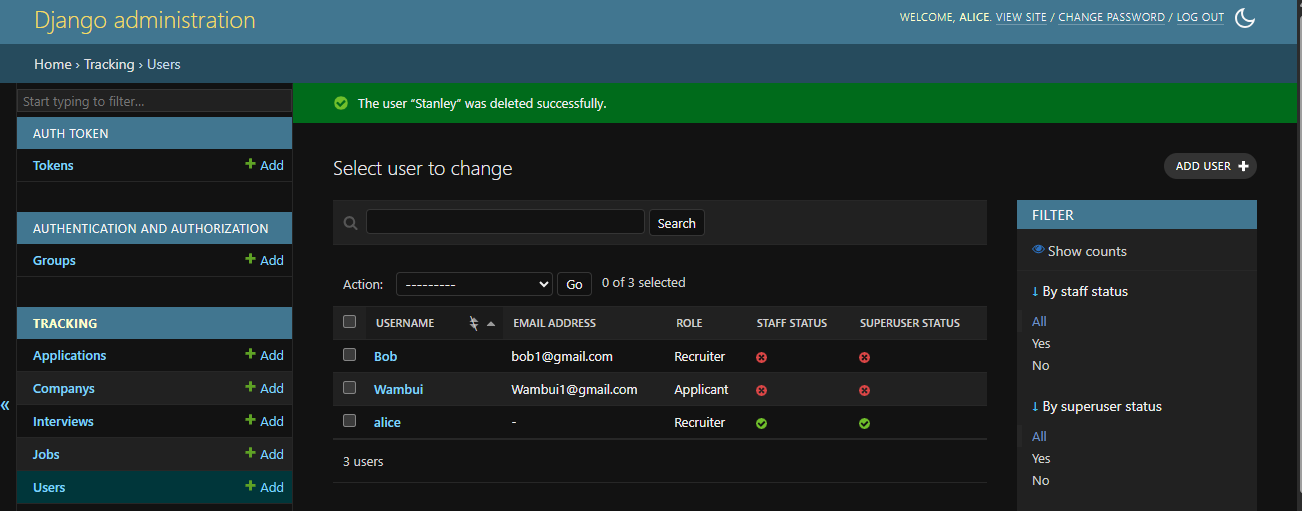 Django administration
WELCOME, ALICE. VIEW SITE / CHANGE PASSWORD / LOG OUT
Home › Tracking › Users
Start typing to filter...
AUTH TOKEN
Tokens
Add
AUTHENTICATION AND AUTHORIZATION
Groups
Add
TRACKING
Applications
Add
Companys
Add
Interviews
Add
Jobs
Add
Users
Add
«
The user “Stanley” was deleted successfully.
Select user to change
ADD USER
Search
Action: --------- Go 0 of 3 selected
USERNAME EMAIL ADDRESS ROLE STAFF STATUS SUPERUSER STATUS
Bob bob1@gmail.com Recruiter
Wambui Wambui1@gmail.com Applicant
alice - Recruiter
3 users
FILTER
Show counts
↓ By staff status
All
Yes
No
↓ By superuser status
All
Yes
No